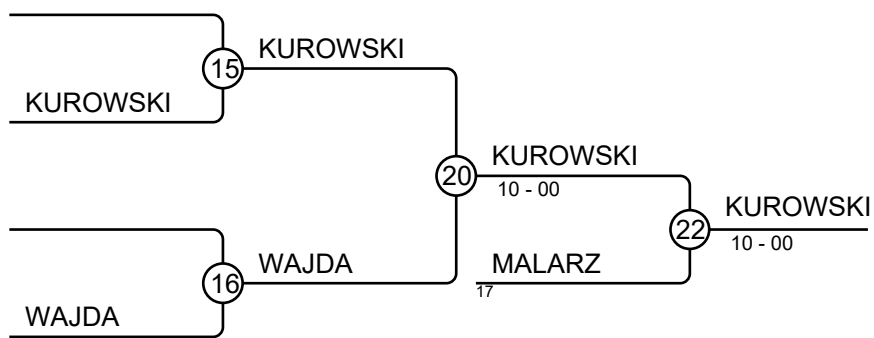 KUROWSKI
15
KUROWSKI
KUROWSKI
20
10 - 00
KUROWSKI
22
10 - 00
WAJDA
16
MALARZ
17
WAJDA